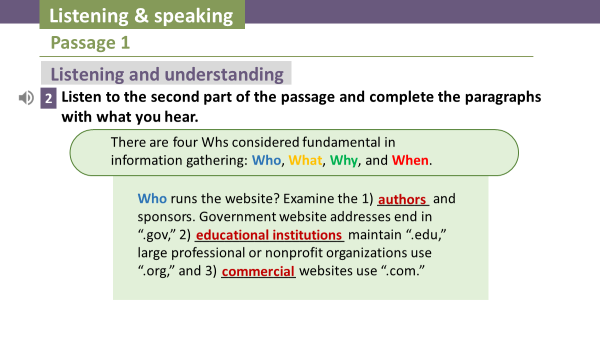 Listening & speaking
Passage 1
Listening and understanding
2 Listen to the second part of the passage and complete the paragraphs
with what you hear.
There are four Whs considered fundamental in
information gathering: Who, What, Why, and When.
Who runs the website? Examine the 1) authors and
sponsors. Government website addresses end in
“.gov,” 2) educational institutions maintain “.edu,”
large professional or nonprofit organizations use
“.org,” and 3) commercial websites use “.com.”